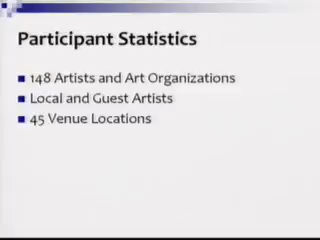 Participant Statistics
148 Artists and Art Organizations
Local and Guest Artists
45 Venue Locations